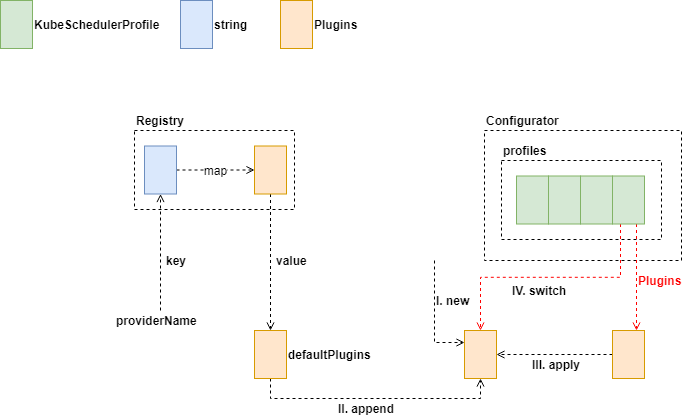 KubeSchedulerProfile
string
Plugins
Registry
Configurator
map
profiles
key
value
I. new
IV. switch
Plugins
providerName
defaultPlugins
III. apply
II. append